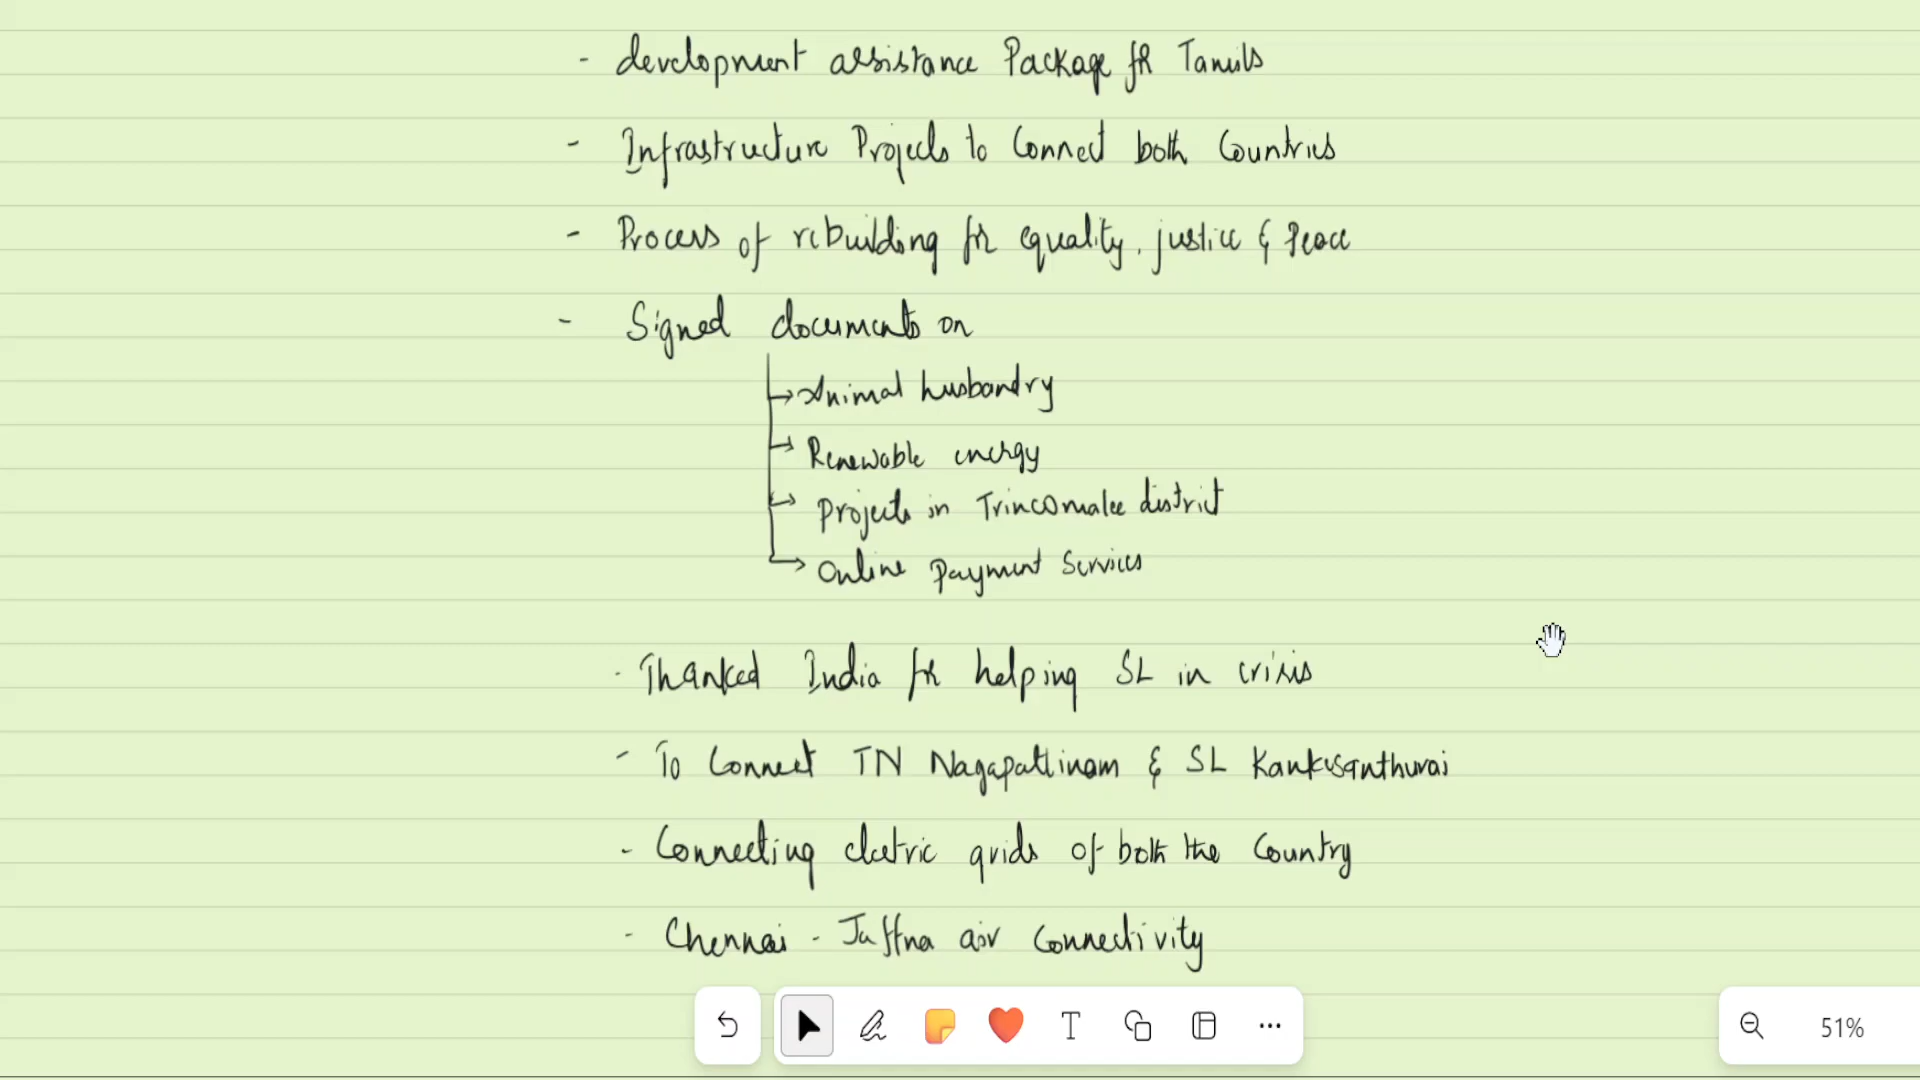 - development assistance Package for Tamils
- Infrastructure Projects to Connect both Countries
- Process of rebuilding for equality, justice & Peace
- Signed documents on
→ Animal husbandry
→ Renewable energy
→ Projects in Trincomalee district
→ Online payment Services
- Thanked India for helping SL in crisis
- To Connect TN Nagapattinam & SL Kankesanthurai
- Connecting electric grids of both the Country
- Chennai - Jaffna air Connectivity
T
51%